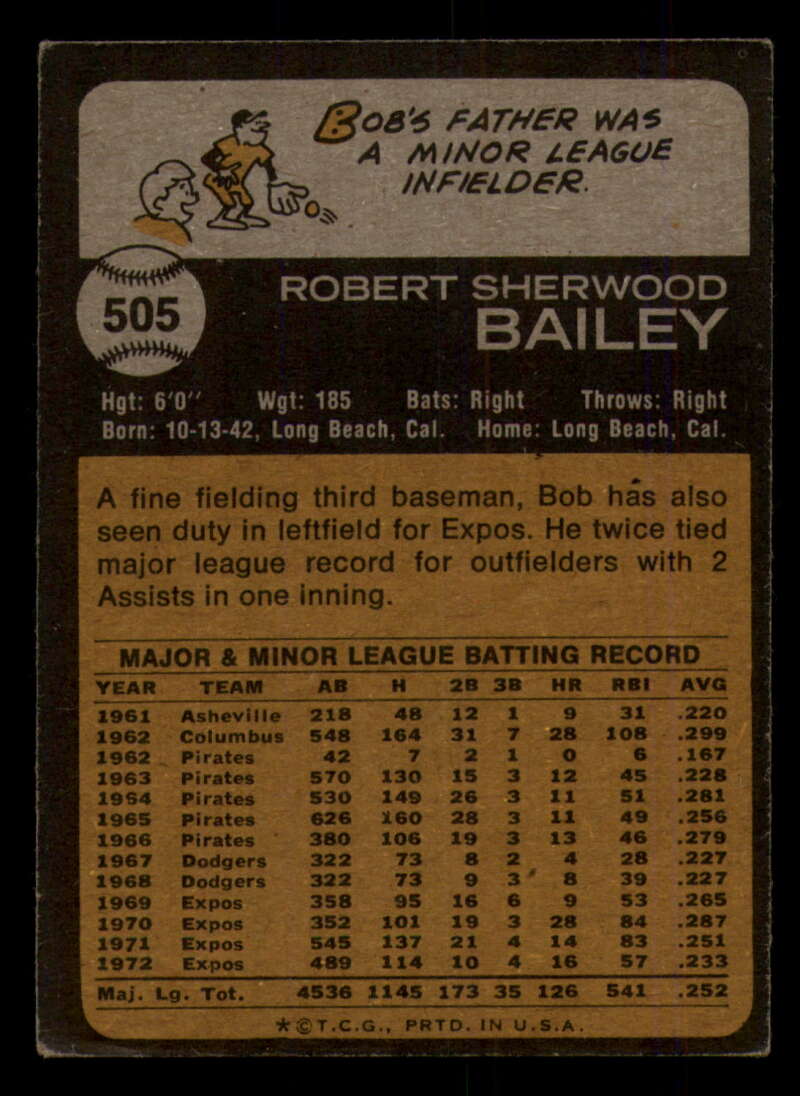 BOB'S FATHER WAS
A MINOR LEAGUE
INFIELDER.
505
ROBERT SHERWOOD
BAILEY
Hgt: 6'0" Wgt: 185 Bats: Right Throws: Right
Born: 10-13-42, Long Beach, Cal. Home: Long Beach, Cal.
A fine fielding third baseman, Bob has also
seen duty in leftfield for Expos. He twice tied
major league record for outfielders with 2
Assists in one inning.
MAJOR & MINOR LEAGUE BATTING RECORD
YEAR TEAM AB H 2B 3B HR RBI AVG
1961 Asheville 218 48 12 1 9 31 .220
1962 Columbus 548 164 31 7 28 108 .299
1962 Pirates 42 7 2 1 0 6 .167
1963 Pirates 570 130 15 3 12 45 .228
1964 Pirates 530 149 26 3 11 51 .281
1965 Pirates 626 160 28 3 11 49 .256
1966 Pirates 380 106 19 3 13 46 .279
1967 Dodgers 322 73 8 2 4 28 .227
1968 Dodgers 322 73 9 3 8 39 .227
1969 Expos 358 95 16 6 9 53 .265
1970 Expos 352 101 19 3 28 84 .287
1971 Expos 545 137 21 4 14 83 .251
1972 Expos 489 114 10 4 16 57 .233
Maj. Lg. Tot. 4536 1145 173 35 126 541 .252
*©T.C.G., PRTD. IN U.S.A.